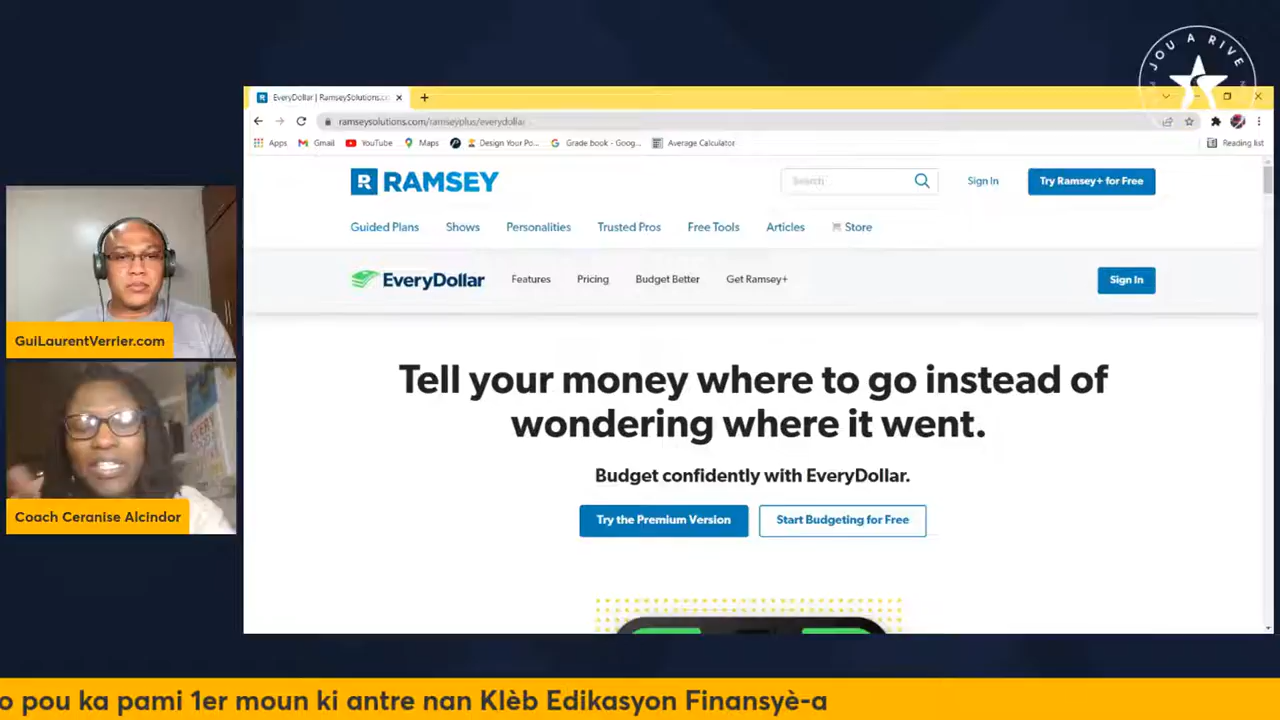 JOU A RIVE
EveryDollar | RamseySolutions.c
ramseysolutions.com/ramseyplus/everydollar
Apps Gmail YouTube Maps Design Your Po... Grade book - Goog... Average Calculator Reading list
RAMSEY
Search
Sign In
Try Ramsey+ for Free
Guided Plans Shows Personalities Trusted Pros Free Tools Articles Store
EveryDollar Features Pricing Budget Better Get Ramsey+
Sign In
Tell your money where to go instead of
wondering where it went.
Budget confidently with EveryDollar.
Try the Premium Version
Start Budgeting for Free
GuiLaurentVerrier.com
Coach Ceranise Alcindor
o pou ka pami 1er moun ki antre nan Klèb Edikasyon Finansyè-a